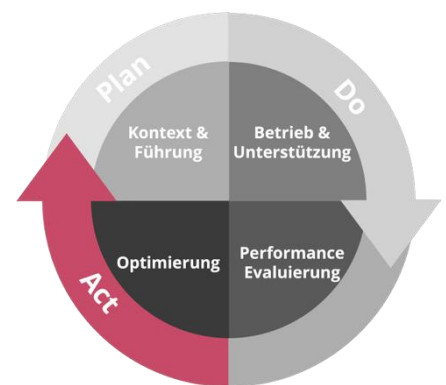 Plan
Do
Kontext &
Führung
Betrieb &
Unterstützung
Optimierung
Performance
Evaluierung
Act